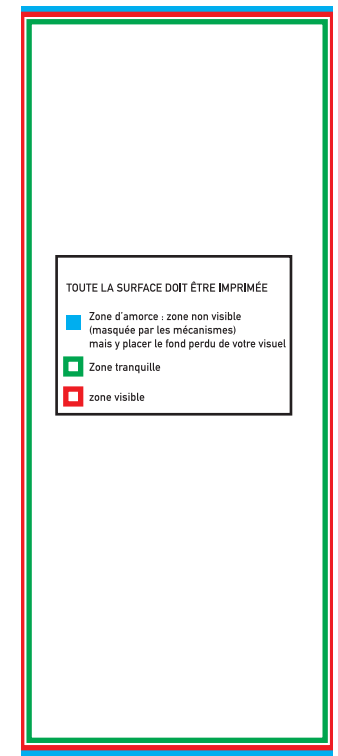 TOUTE LA SURFACE DOIT ÊTRE IMPRIMÉE
Zone d'amorce : zone non visible
(masquée par les mécanismes)
mais y placer le fond perdu de votre visuel
Zone tranquille
zone visible